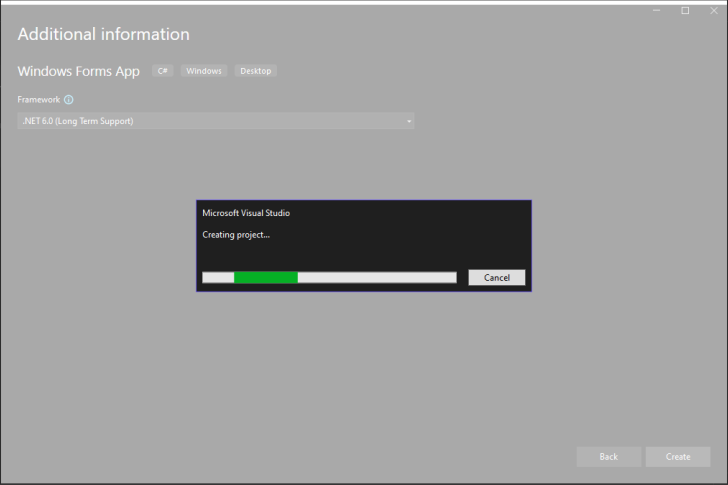 Additional information
Windows Forms App C# Windows Desktop
Framework
.NET 6.0 (Long Term Support)
Microsoft Visual Studio
Creating project...
Cancel
Back Create